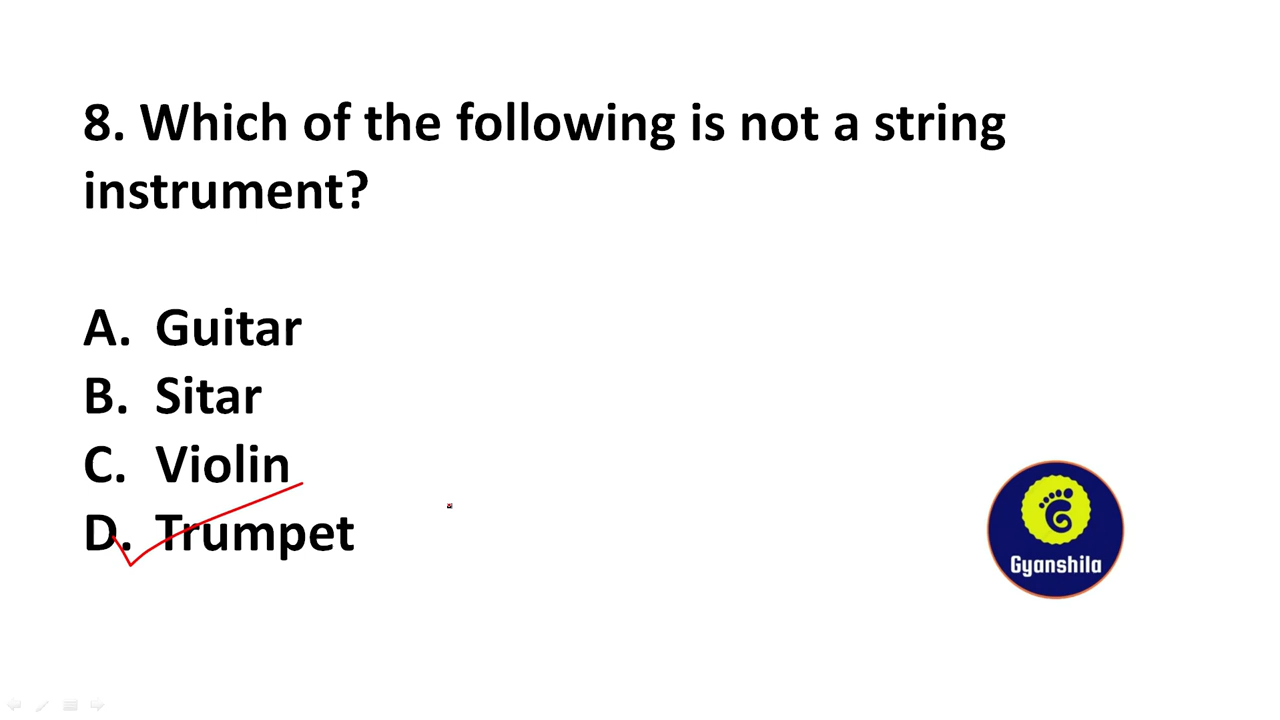 8. Which of the following is not a string
instrument?
A. Guitar
B. Sitar
C. Violin
D. Trumpet
Gyanshila